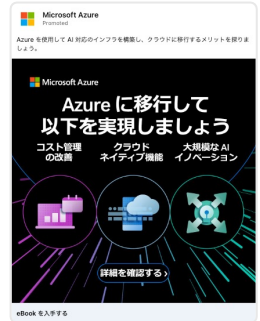 Microsoft Azure
Promoted
Azure を使用して AI 対応のインフラを構築し、クラウドに移行するメリットを探りま
しょう。
Microsoft Azure
Azure に移行して
以下を実現しましょう
コスト管理
の改善
クラウド
ネイティブ機能
大規模な AI
イノベーション
詳細を確認する >
eBook を入手する